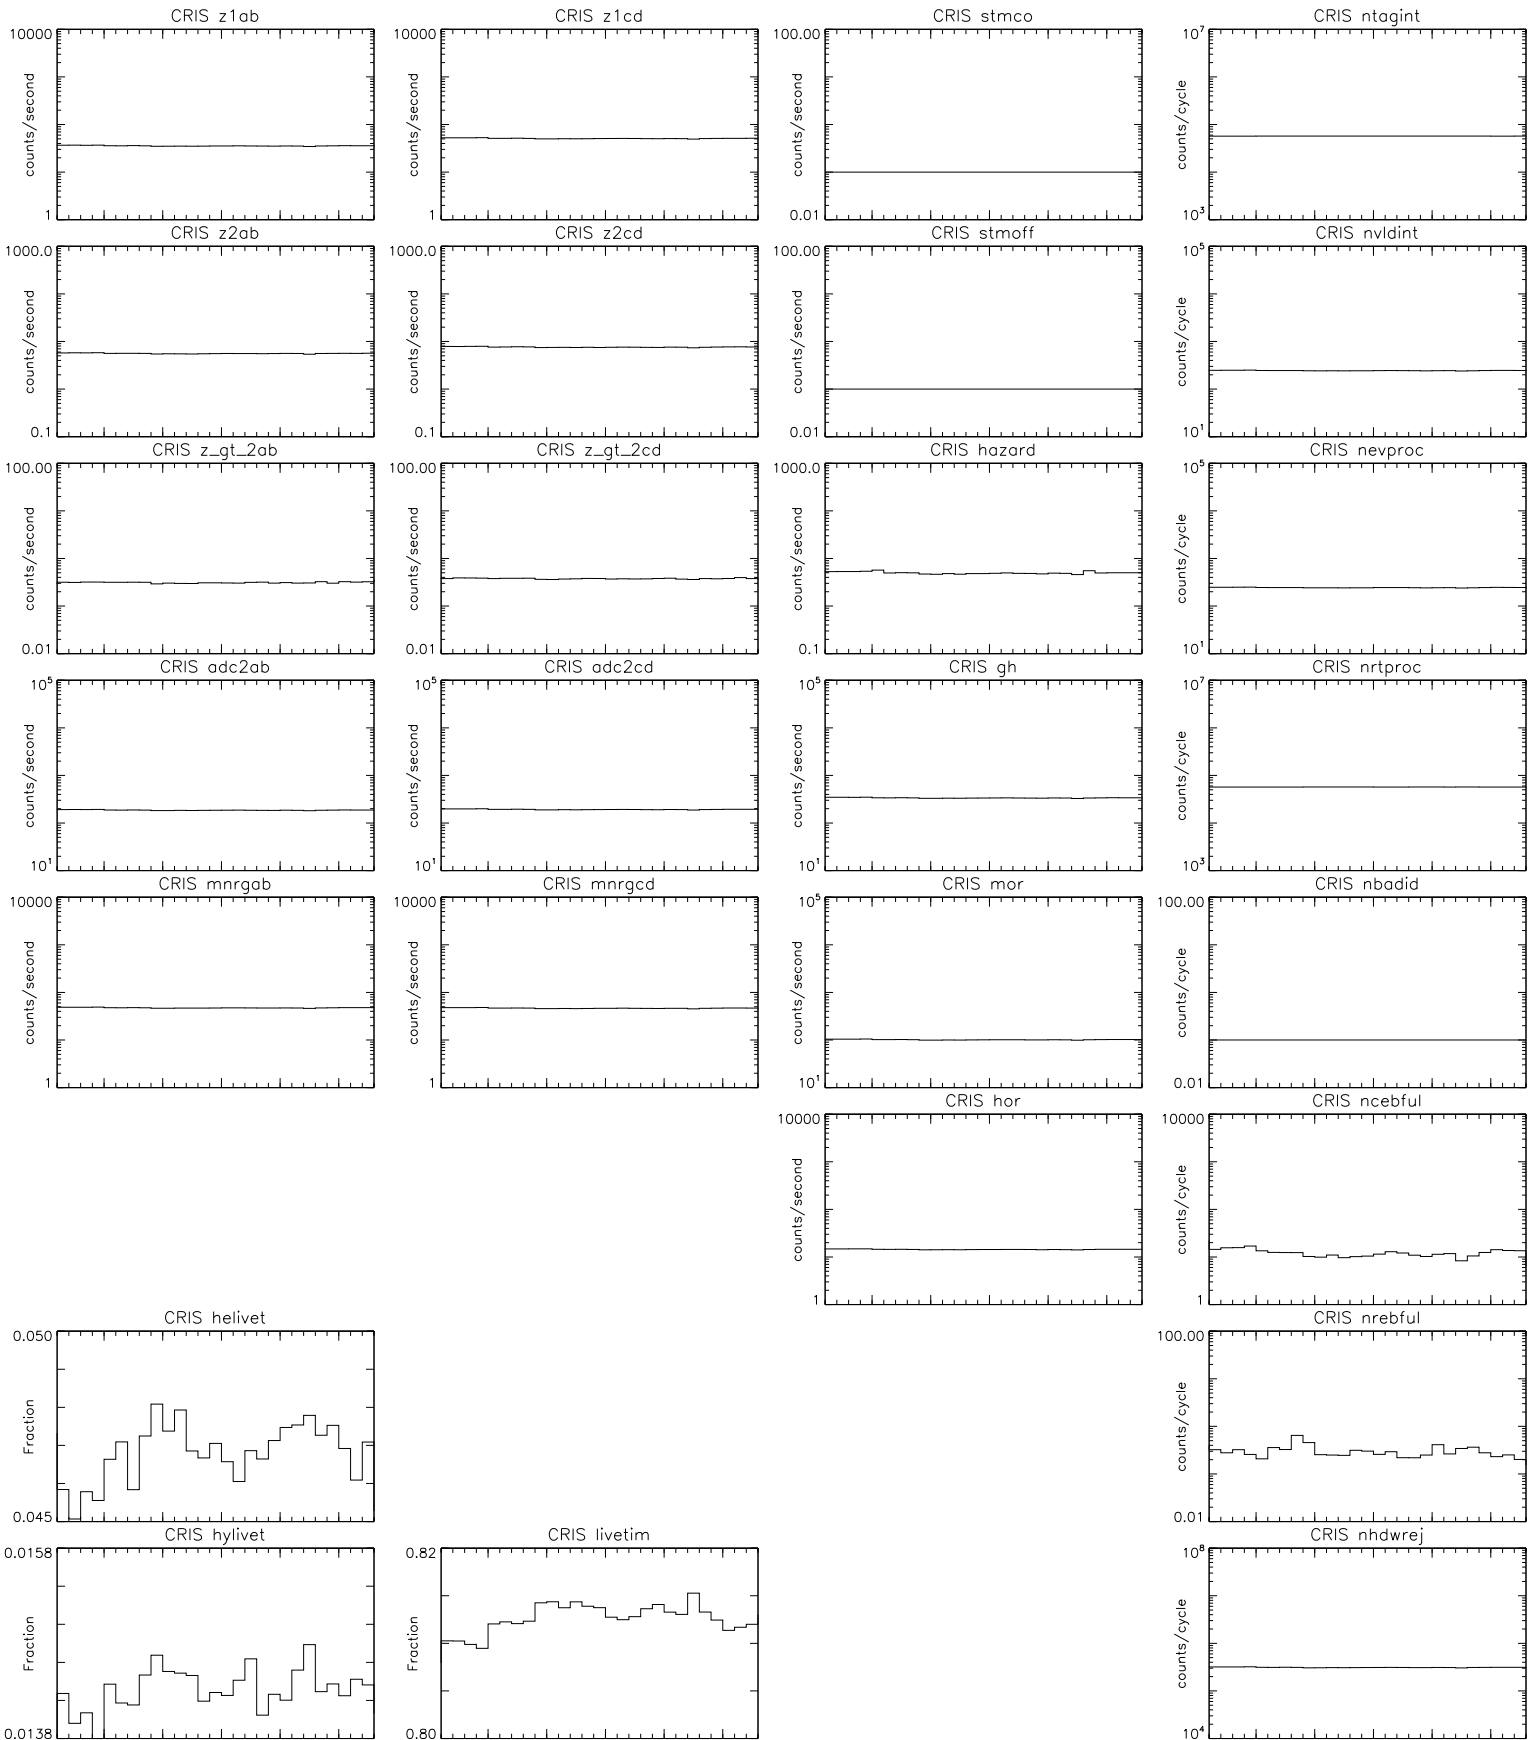 CRIS z1ab
10000
counts/second
1
CRIS z1cd
10000
counts/second
1
CRIS stmco
100.00
counts/second
0.01
CRIS ntagint
10⁷
counts/cycle
10³
CRIS z2ab
1000.0
counts/second
0.1
CRIS z2cd
1000.0
counts/second
0.1
CRIS stmoff
100.00
counts/second
0.01
CRIS nvldint
10⁵
counts/cycle
10¹
CRIS z_gt_2ab
100.00
counts/second
0.01
CRIS z_gt_2cd
100.00
counts/second
0.01
CRIS hazard
1000.0
counts/second
0.1
CRIS nevproc
10⁵
counts/cycle
10¹
CRIS adc2ab
10⁵
counts/second
10¹
CRIS adc2cd
10⁵
counts/second
10¹
CRIS gh
10⁵
counts/second
10¹
CRIS nrtproc
10⁷
counts/cycle
10³
CRIS mnrgab
10000
counts/second
1
CRIS mnrgcd
10000
counts/second
1
CRIS mor
10⁵
counts/second
10¹
CRIS nbadid
100.00
counts/cycle
0.01
CRIS hor
10000
counts/second
1
CRIS ncebful
10000
counts/cycle
1
CRIS helivet
0.050
Fraction
0.045
CRIS nrebful
100.00
counts/cycle
0.01
CRIS hylivet
0.0158
Fraction
0.0138
CRIS livetim
0.82
Fraction
0.80
CRIS nhdwrej
10⁸
counts/cycle
10⁴